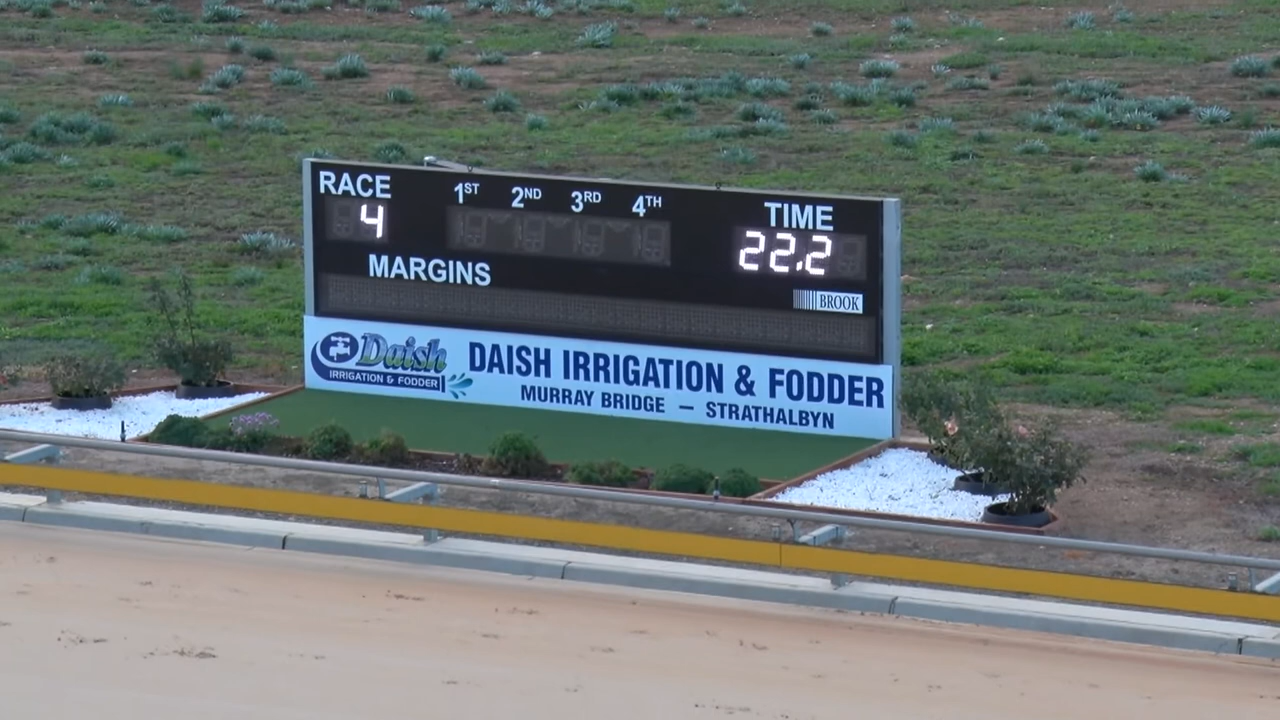 RACE 1ST 2ND 3RD 4TH TIME
4 22.2
MARGINS
BROOK
Daish
IRRIGATION & FODDER
DAISH IRRIGATION & FODDER
MURRAY BRIDGE — STRATHALBYN